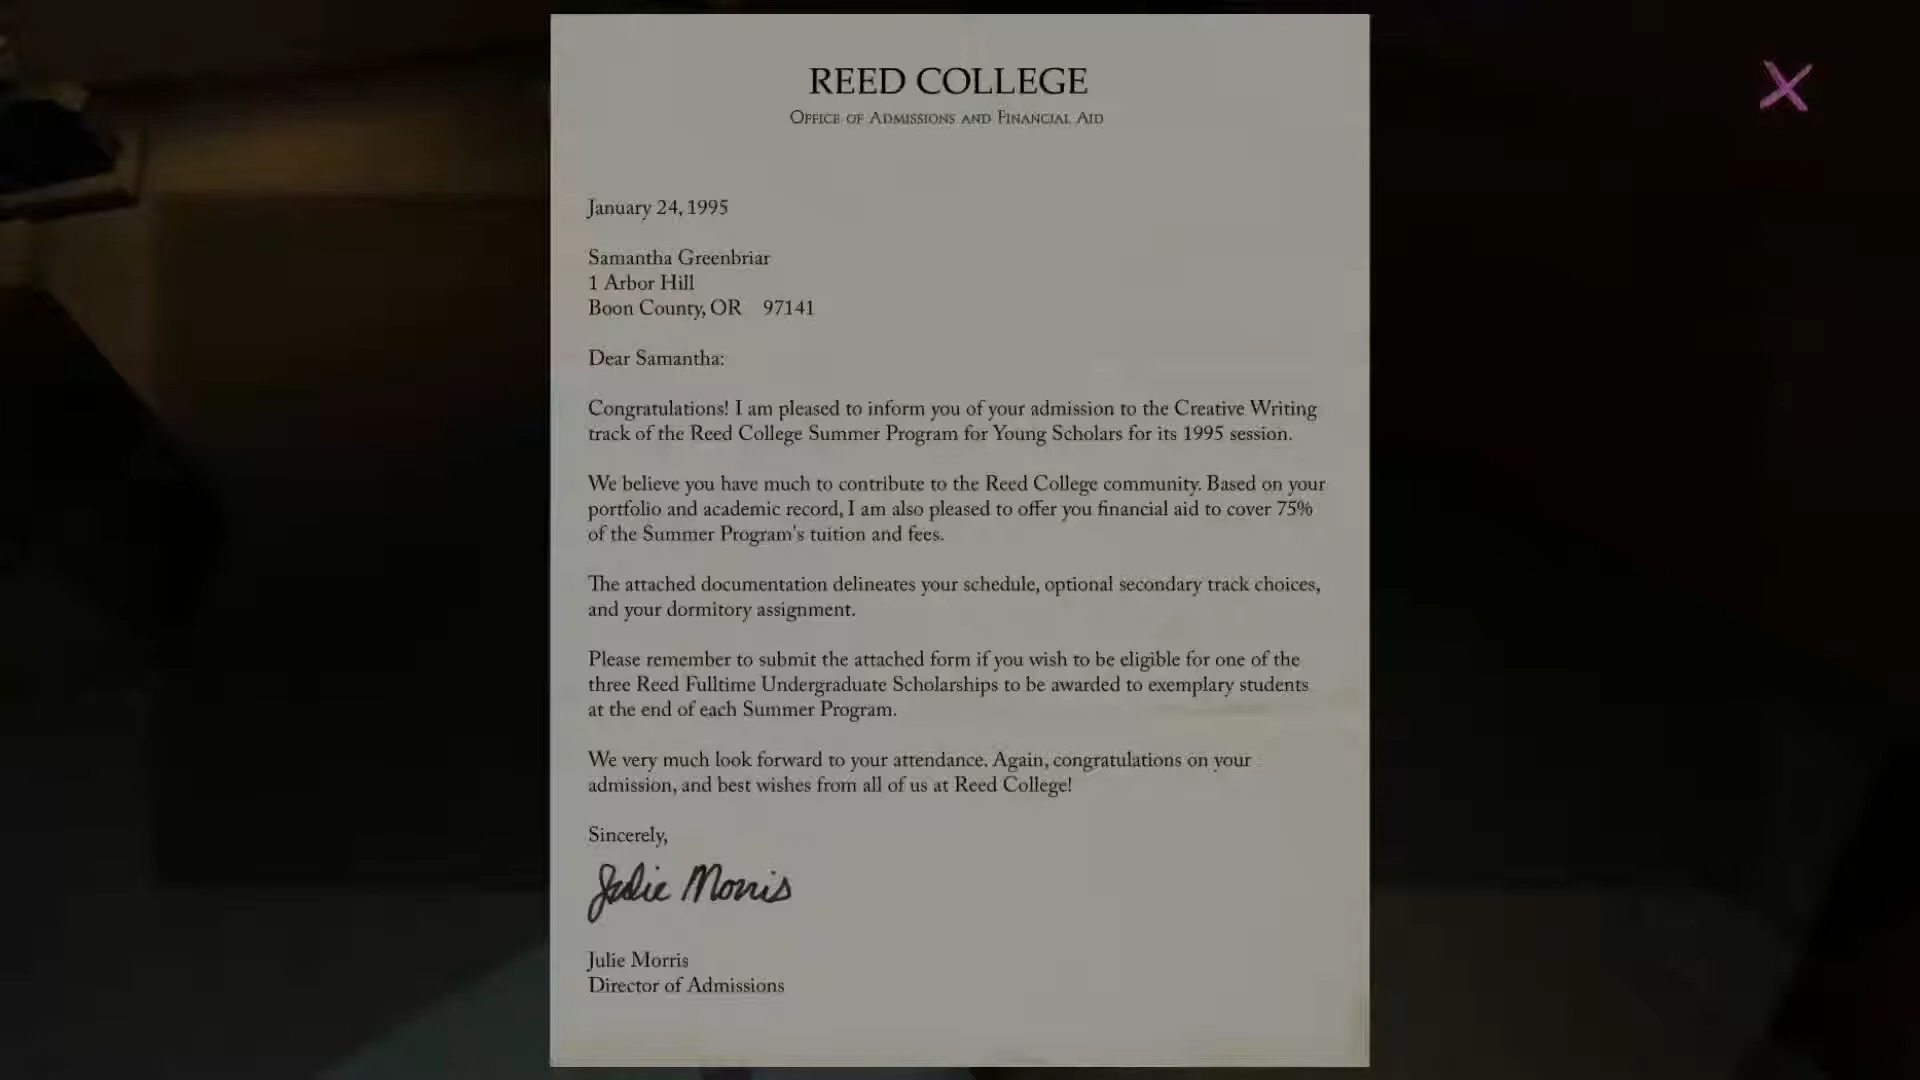 REED COLLEGE
Office of Admissions and Financial Aid
January 24, 1995
Samantha Greenbriar
1 Arbor Hill
Boon County, OR 97141
Dear Samantha:
Congratulations! I am pleased to inform you of your admission to the Creative Writing
track of the Reed College Summer Program for Young Scholars for its 1995 session.
We believe you have much to contribute to the Reed College community. Based on your
portfolio and academic record, I am also pleased to offer you financial aid to cover 75%
of the Summer Program's tuition and fees.
The attached documentation delineates your schedule, optional secondary track choices,
and your dormitory assignment.
Please remember to submit the attached form if you wish to be eligible for one of the
three Reed Fulltime Undergraduate Scholarships to be awarded to exemplary students
at the end of each Summer Program.
We very much look forward to your attendance. Again, congratulations on your
admission, and best wishes from all of us at Reed College!
Sincerely,
Julie Morris
Julie Morris
Director of Admissions